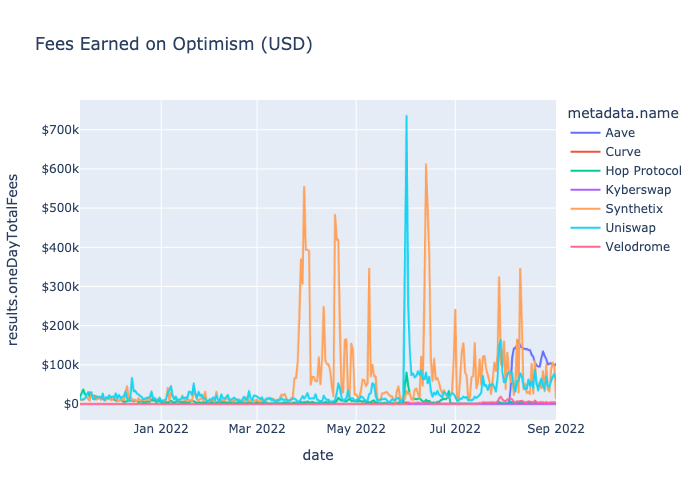 Fees Earned on Optimism (USD)
metadata.name
Aave
Curve
Hop Protocol
Kyberswap
Synthetix
Uniswap
Velodrome
results.oneDayTotalFees
$700k
$600k
$500k
$400k
$300k
$200k
$100k
$0
Jan 2022 Mar 2022 May 2022 Jul 2022 Sep 2022
date